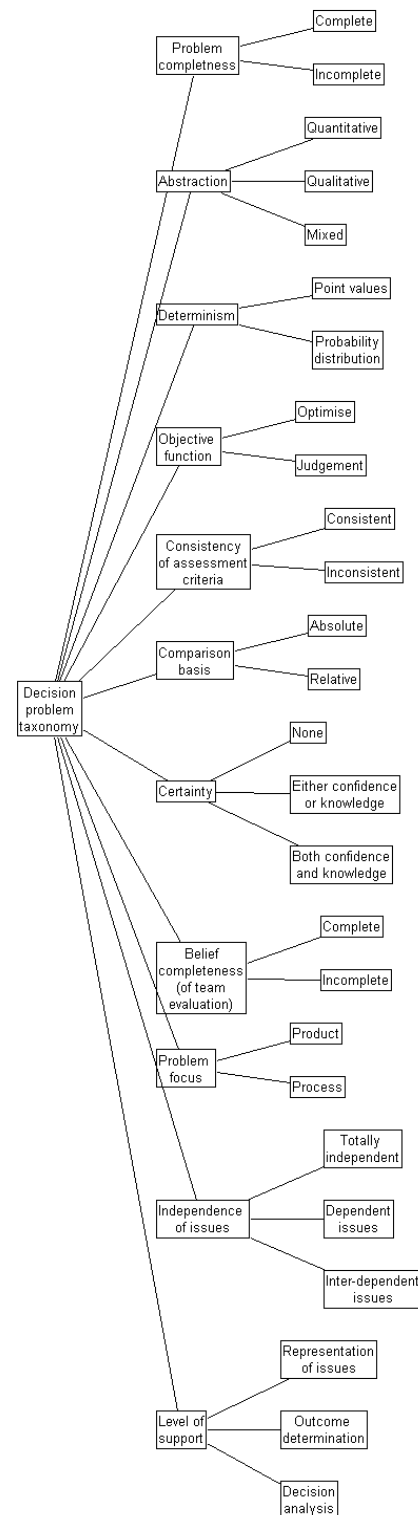 Problem
completness
Complete
Incomplete
Abstraction
Quantitative
Qualitative
Mixed
Determinism
Point values
Probability
distribution
Objective
function
Optimise
Judgement
Consistency
of assessment
criteria
Consistent
Inconsistent
Comparison
basis
Absolute
Relative
Decision
problem
taxonomy
Certainty
None
Either confidence
or knowledge
Both confidence
and knowledge
Belief
completeness
(of team
evaluation)
Complete
Incomplete
Problem
focus
Product
Process
Independence
of issues
Totally
independent
Dependent
issues
Inter-dependent
issues
Level of
support
Representation
of issues
Outcome
determination
Decision
analysis